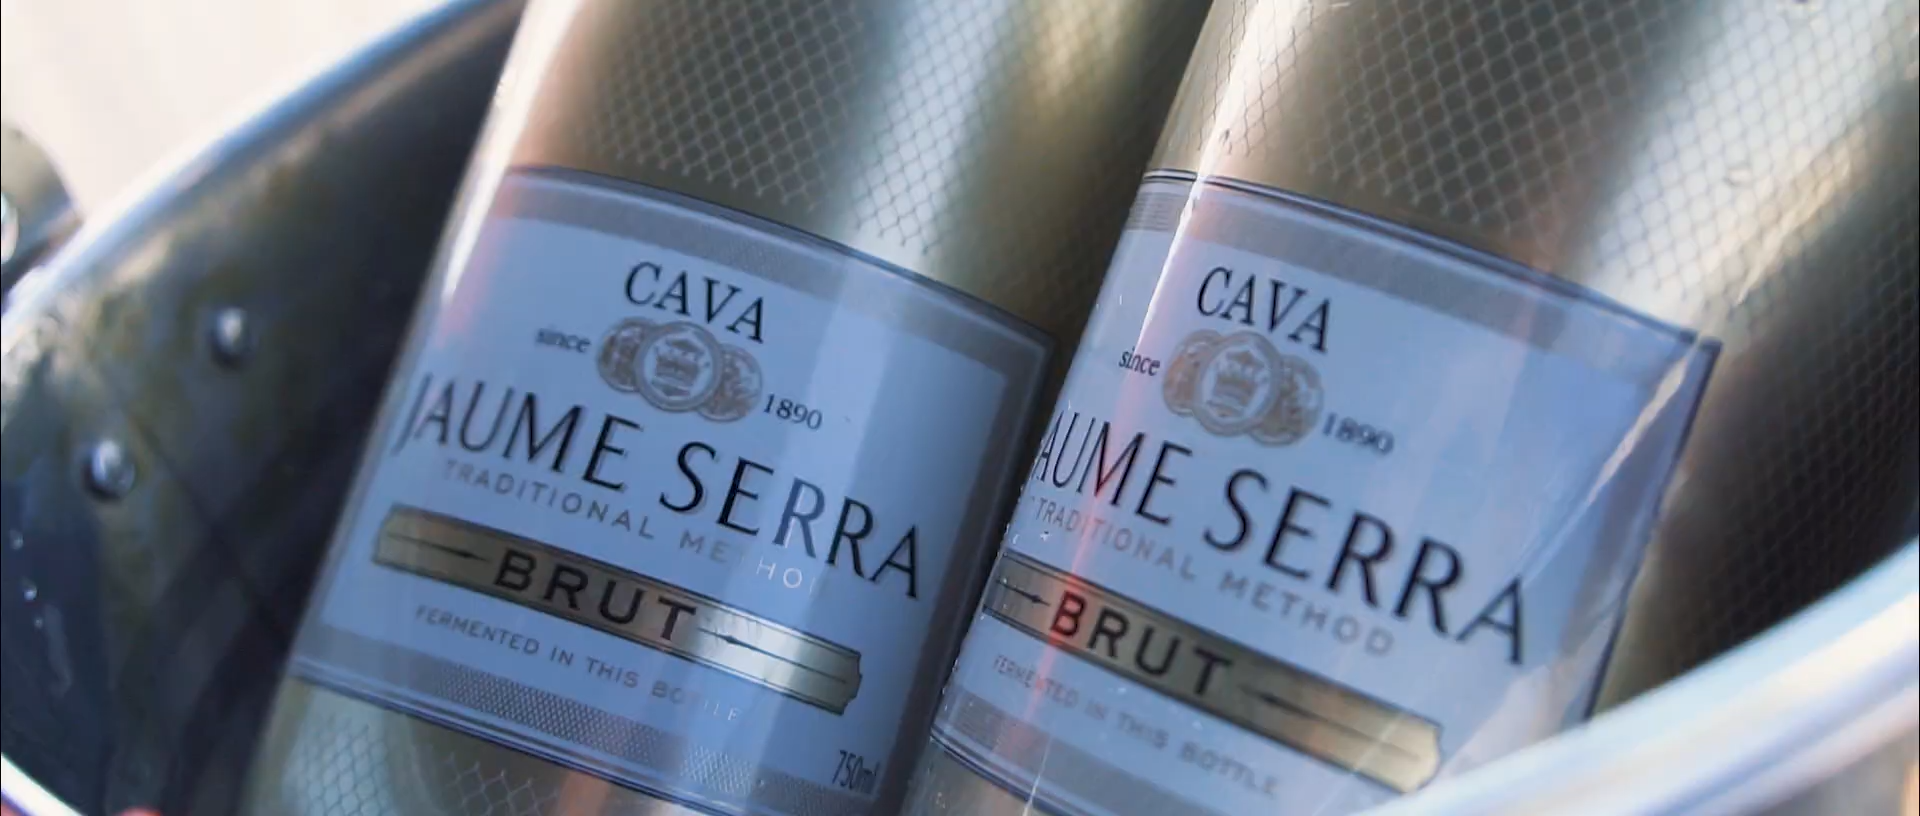 CAVA
since 1890
JAUME SERRA
TRADITIONAL METHOD
BRUT
FERMENTED IN THIS BOTTLE
750ml
CAVA
since 1890
JAUME SERRA
TRADITIONAL METHOD
BRUT
FERMENTED IN THIS BOTTLE